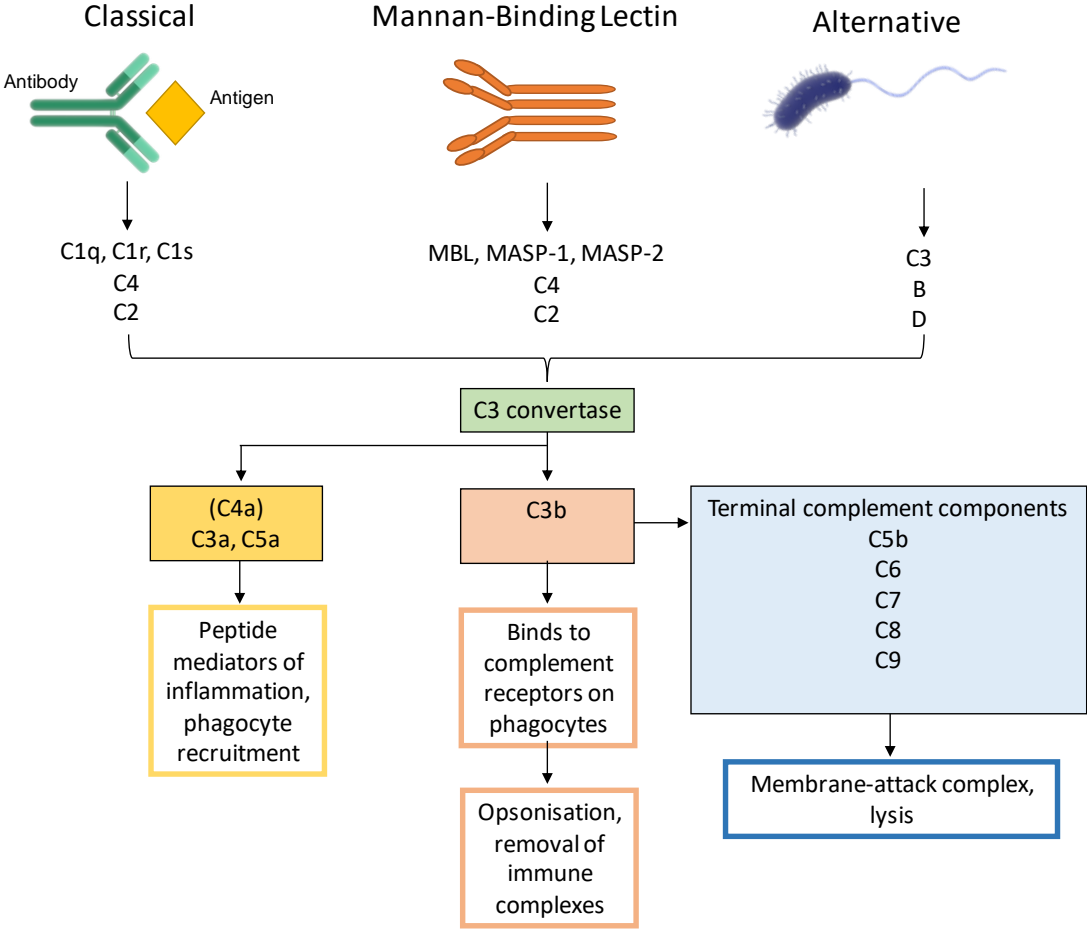 Classical
Mannan-Binding Lectin
Alternative
Antibody
Antigen
C1q, C1r, C1s
C4
C2
MBL, MASP-1, MASP-2
C4
C2
C3
B
D
C3 convertase
(C4a)
C3a, C5a
C3b
Terminal complement components
C5b
C6
C7
C8
C9
Peptide
mediators of
inflammation,
phagocyte
recruitment
Binds to
complement
receptors on
phagocytes
Opsonisation,
removal of
immune
complexes
Membrane-attack complex,
lysis